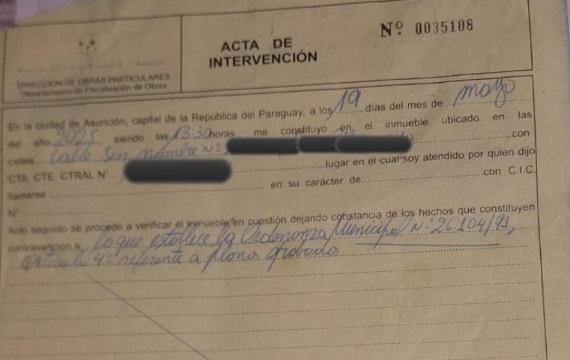 Nº 0035108
ACTA DE
INTERVENCIÓN
DIRECCIÓN DE OBRAS PARTICULARES
Departamento de Fiscalización de Obras
En la ciudad de Asunción, capital de la República del Paraguay, a los 19 días del mes de mayo
del año 2025 siendo las 13:30 horas me constituyo en el inmueble ubicado en las
calles Calle Sin nombre Nº: con
CTA. CTE. CTRAL Nº lugar en el cual soy atendido por quien dijo
llamarse en su carácter de con C.I.C.
Nº
Acto seguido se procede a verificar el inmueble en cuestión dejando constancia de los hechos que constituyen
contravención a lo que establece la Ordenanza Municipal Nº: 26.104/91,
artículo 4º referente a planos aprobados